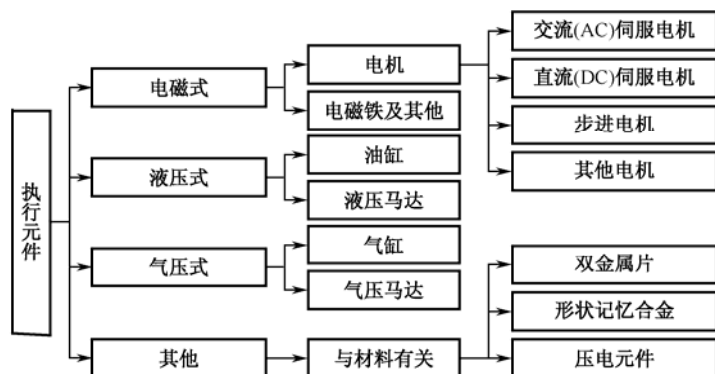 执行元件
电磁式
液压式
气压式
其他
电机
电磁铁及其他
油缸
液压马达
气缸
气压马达
与材料有关
交流(AC)伺服电机
直流(DC)伺服电机
步进电机
其他电机
双金属片
形状记忆合金
压电元件